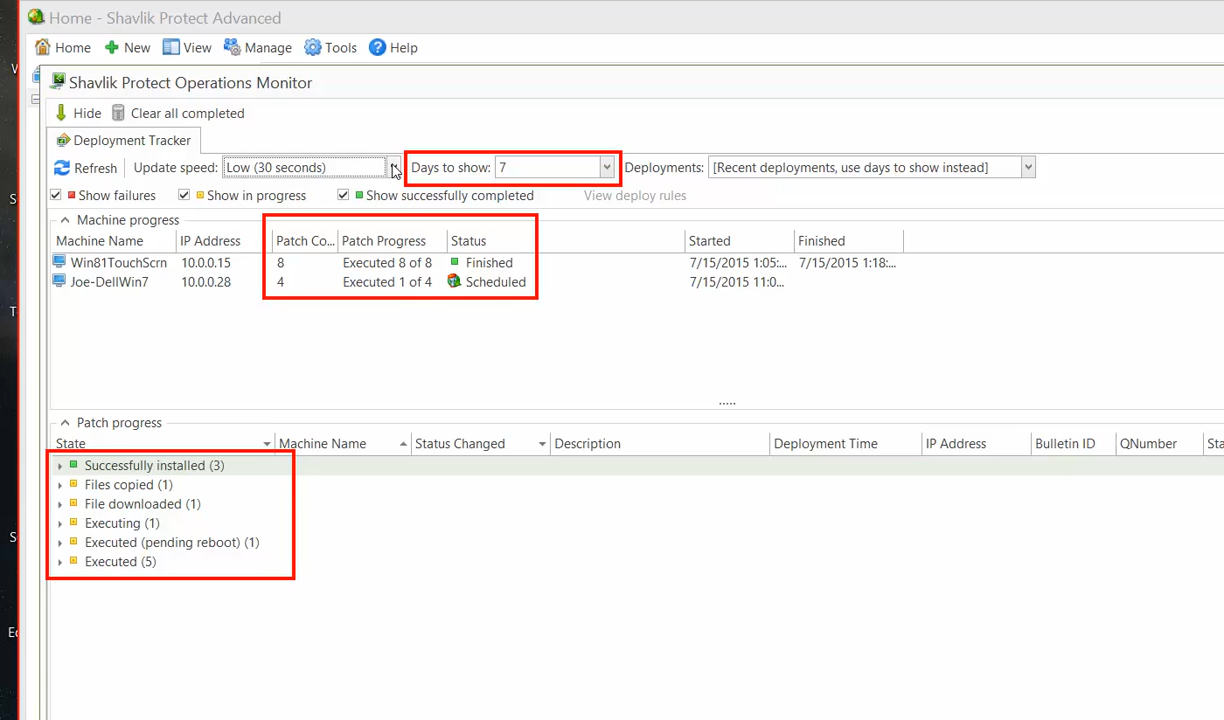 Home - Shavlik Protect Advanced
Home New View Manage Tools Help
Shavlik Protect Operations Monitor
Hide Clear all completed
Deployment Tracker
Refresh Update speed: Low (30 seconds) Days to show: 7 Deployments: [Recent deployments, use days to show instead]
Show failures Show in progress Show successfully completed View deploy rules
Machine progress
Machine Name IP Address Patch Co... Patch Progress Status Started Finished
Win81TouchScrn 10.0.0.15 8 Executed 8 of 8 Finished 7/15/2015 1:05:... 7/15/2015 1:18:...
Joe-DellWin7 10.0.0.28 4 Executed 1 of 4 Scheduled 7/15/2015 11:0...
.....
Patch progress
State Machine Name Status Changed Description Deployment Time IP Address Bulletin ID QNumber Sta
Successfully installed (3)
Files copied (1)
File downloaded (1)
Executing (1)
Executed (pending reboot) (1)
Executed (5)